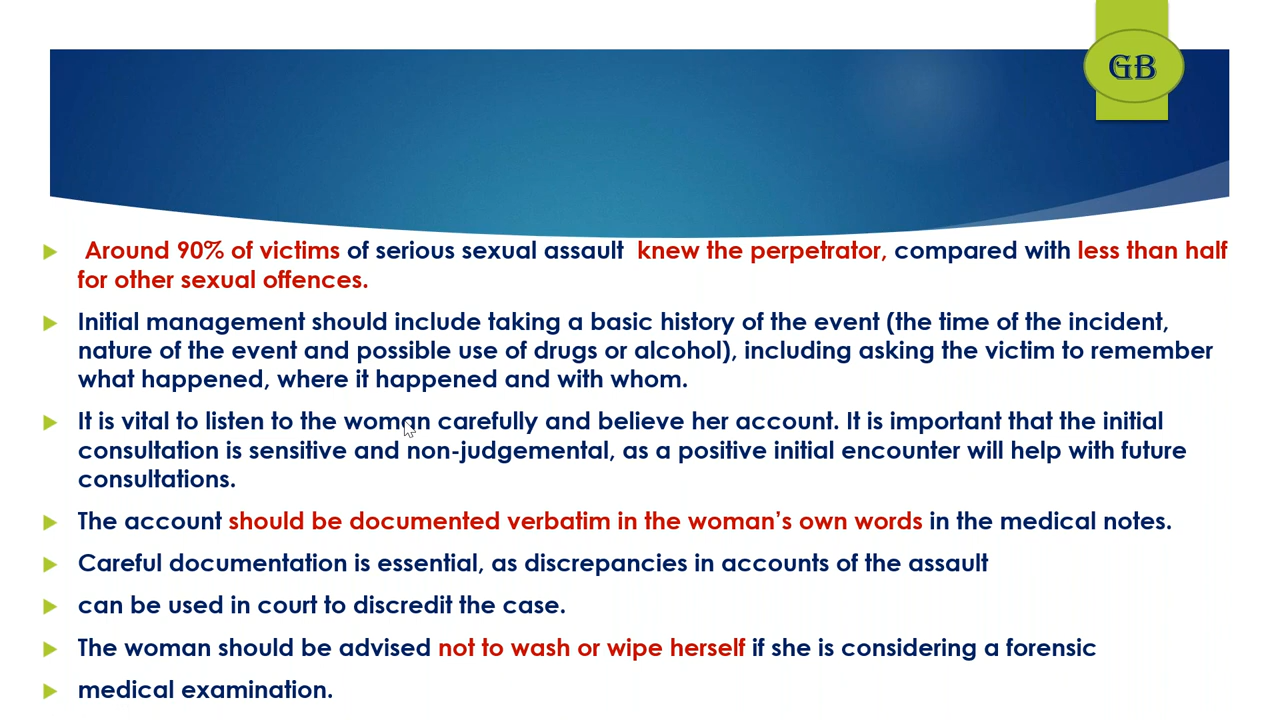 GB
Around 90% of victims of serious sexual assault knew the perpetrator, compared with less than half
for other sexual offences.
Initial management should include taking a basic history of the event (the time of the incident,
nature of the event and possible use of drugs or alcohol), including asking the victim to remember
what happened, where it happened and with whom.
It is vital to listen to the woman carefully and believe her account. It is important that the initial
consultation is sensitive and non-judgemental, as a positive initial encounter will help with future
consultations.
The account should be documented verbatim in the woman’s own words in the medical notes.
Careful documentation is essential, as discrepancies in accounts of the assault
can be used in court to discredit the case.
The woman should be advised not to wash or wipe herself if she is considering a forensic
medical examination.